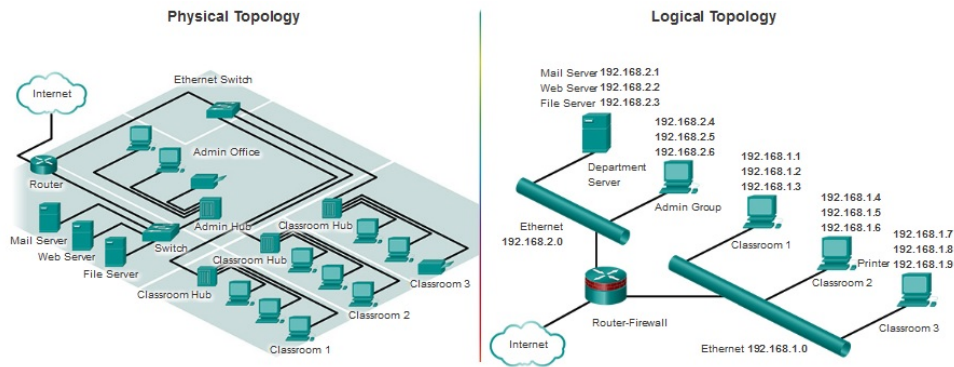 Physical Topology
Ethernet Switch
Internet
Admin Office
Router
Mail Server
Web Server
File Server
Switch
Admin Hub
Classroom Hub
Classroom Hub
Classroom Hub
Classroom 3
Classroom 2
Classroom 1
Logical Topology
Mail Server 192.168.2.1
Web Server 192.168.2.2
File Server 192.168.2.3
192.168.2.4
192.168.2.5
192.168.2.6
Department
Server
Admin Group
192.168.1.1
192.168.1.2
192.168.1.3
Classroom 1
192.168.1.4
192.168.1.5
192.168.1.6
Classroom 2
192.168.1.7
192.168.1.8
Printer 192.168.1.9
Classroom 3
Ethernet
192.168.2.0
Router-Firewall
Internet
Ethernet 192.168.1.0